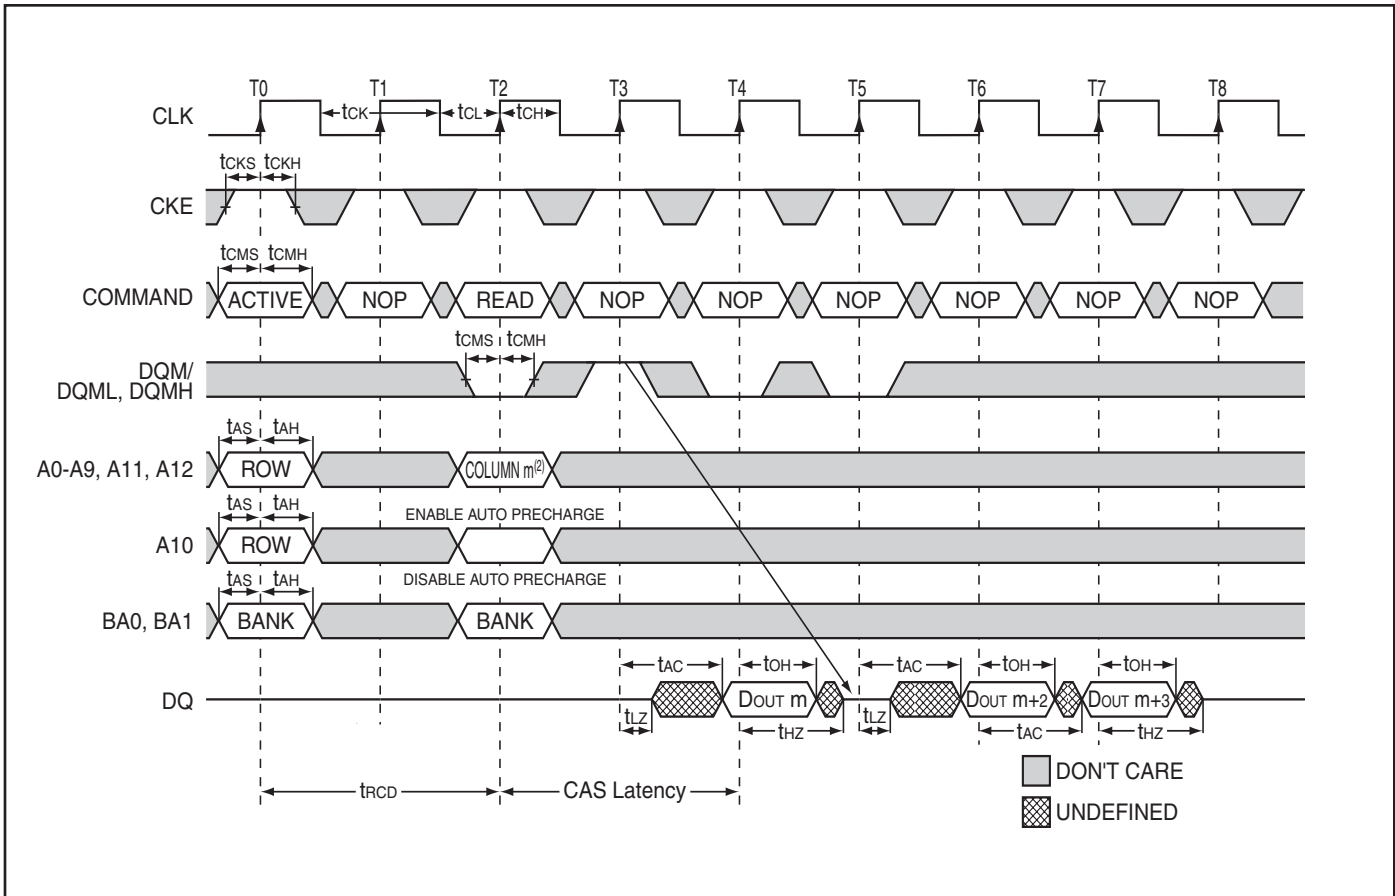 T0 T1 T2 T3 T4 T5 T6 T7 T8
CLK tCK tCL tCH
tCKS tCKH
CKE
tCMS tCMH
COMMAND ACTIVE NOP READ NOP NOP NOP NOP NOP NOP
tCMS tCMH
DQM/
DQML, DQMH
tAS tAH
A0-A9, A11, A12 ROW COLUMN m(2)
tAS tAH ENABLE AUTO PRECHARGE
A10 ROW
tAS tAH DISABLE AUTO PRECHARGE
BA0, BA1 BANK BANK
tAC tOH tAC tOH tOH
DQ DOUT m DOUT m+2 DOUT m+3
tLZ tHZ tLZ tAC tHZ
DON'T CARE
tRCD CAS Latency
UNDEFINED